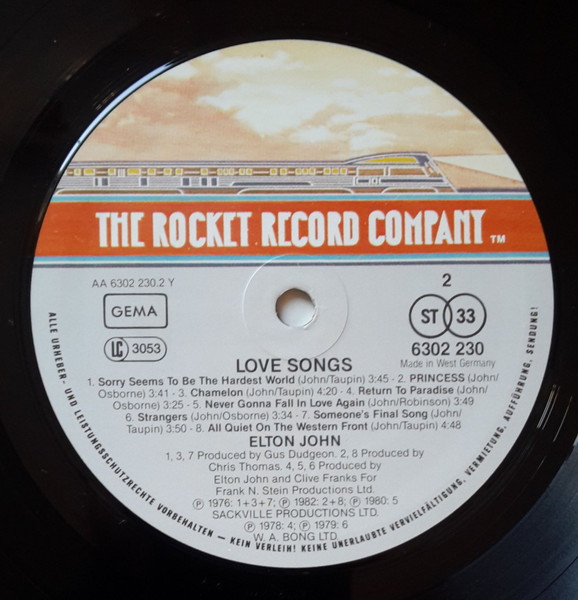 THE ROCKET RECORD COMPANY TM
AA 6302 230.2 Y
2
GEMA
ST 33
LC 3053
6302 230
Made in West Germany
LOVE SONGS
1. Sorry Seems To Be The Hardest World (John/Taupin) 3:45 - 2. PRINCESS (John/
Osborne) 3:41 - 3. Chamelon (John/Taupin) 4:20 - 4. Return To Paradise (John/
Osborne) 3:25 - 5. Never Gonna Fall In Love Again (John/Robinson) 3:49
6. Strangers (John/Osborne) 3:34 - 7. Someone's Final Song (John/
Taupin) 3:50 - 8. All Quiet On The Western Front (John/Taupin) 4:48
ELTON JOHN
1, 3, 7 Produced by Gus Dudgeon. 2, 8 Produced by
Chris Thomas. 4, 5, 6 Produced by
Elton John and Clive Franks For
Frank N. Stein Productions Ltd.
Ⓟ 1976: 1+3+7; Ⓟ 1982: 2+8; Ⓟ 1980: 5
SACKVILLE PRODUCTIONS LTD.
Ⓟ 1978: 4; Ⓟ 1979: 6
W. A. BONG LTD.
ALLE URHEBER- UND LEISTUNGSSCHUTZRECHTE VORBEHALTEN – KEIN VERLEIH! KEINE UNERLAUBTE VERVIELFÄLTIGUNG, VERMIETUNG, AUFFÜHRUNG, SENDUNG!